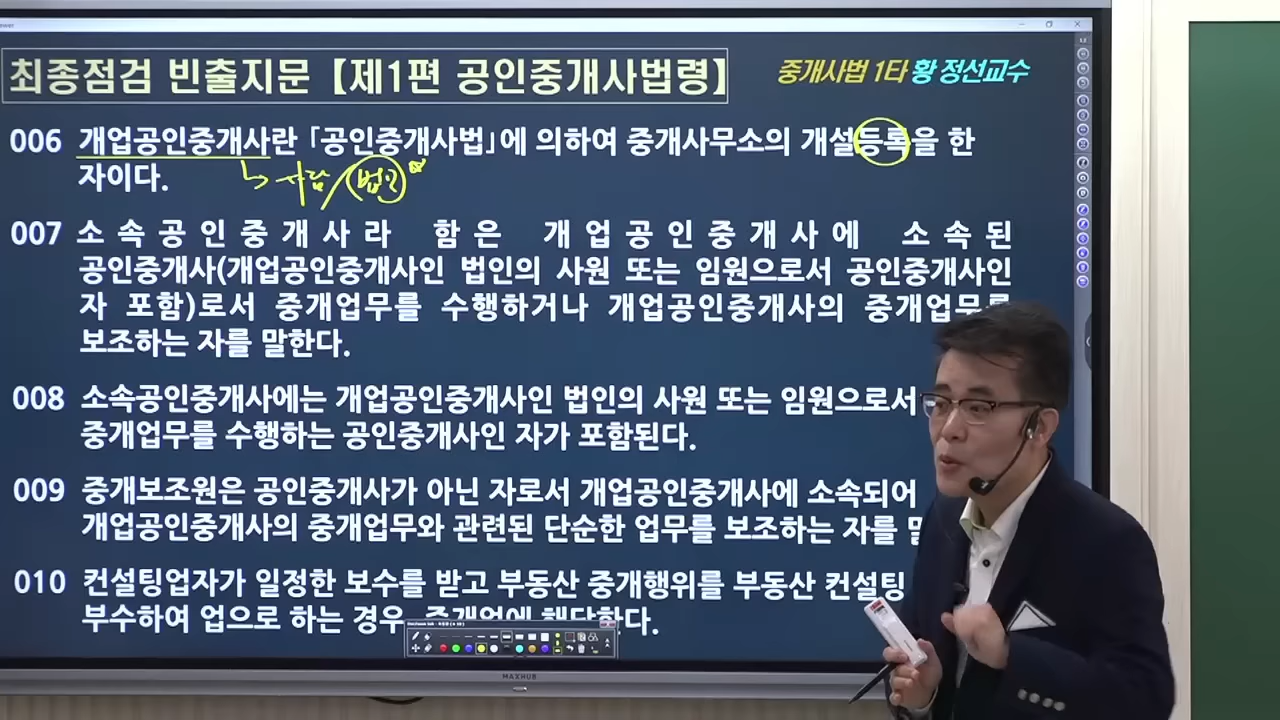 최종점검 빈출지문 【제1편 공인중개사법령】
중개사법 1타 황 정선교수
006 개업공인중개사란 「공인중개사법」에 의하여 중개사무소의 개설등록을 한
자이다.
사람/법인
007 소속공인중개사라 함은 개업공인중개사에 소속된
공인중개사(개업공인중개사인 법인의 사원 또는 임원으로서 공인중개사인
자 포함)로서 중개업무를 수행하거나 개업공인중개사의 중개업무를
보조하는 자를 말한다.
008 소속공인중개사에는 개업공인중개사인 법인의 사원 또는 임원으로서
중개업무를 수행하는 공인중개사인 자가 포함된다.
009 중개보조원은 공인중개사가 아닌 자로서 개업공인중개사에 소속되어
개업공인중개사의 중개업무와 관련된 단순한 업무를 보조하는 자를
010 컨설팅업자가 일정한 보수를 받고 부동산 중개행위를 부동산 컨설팅
부수하여 업으로 하는 경우, 중개업에 해당한다.
MAXHUB